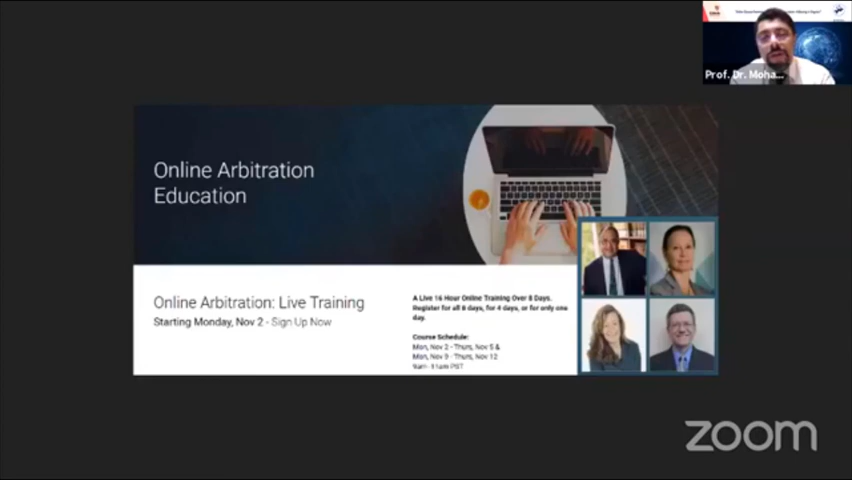 Prof. Dr. Moha...
Online Arbitration
Education
Online Arbitration: Live Training
Starting Monday, Nov 2 - Sign Up Now
A Live 16 Hour Online Training Over 8 Days.
Register for all 8 days, for 4 days, or for only one
day.
Course Schedule:
Mon, Nov 2 - Thurs, Nov 5 &
Mon, Nov 9 - Thurs, Nov 12
9am - 11am PST
zoom